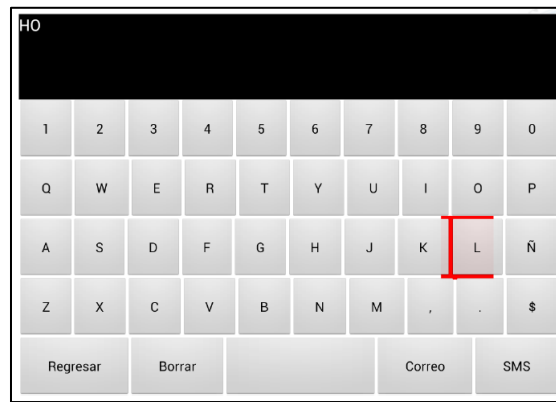 HO
1 2 3 4 5 6 7 8 9 0
Q W E R T Y U I O P
A S D F G H J K L Ñ
Z X C V B N M , . $
Regresar Borrar Correo SMS